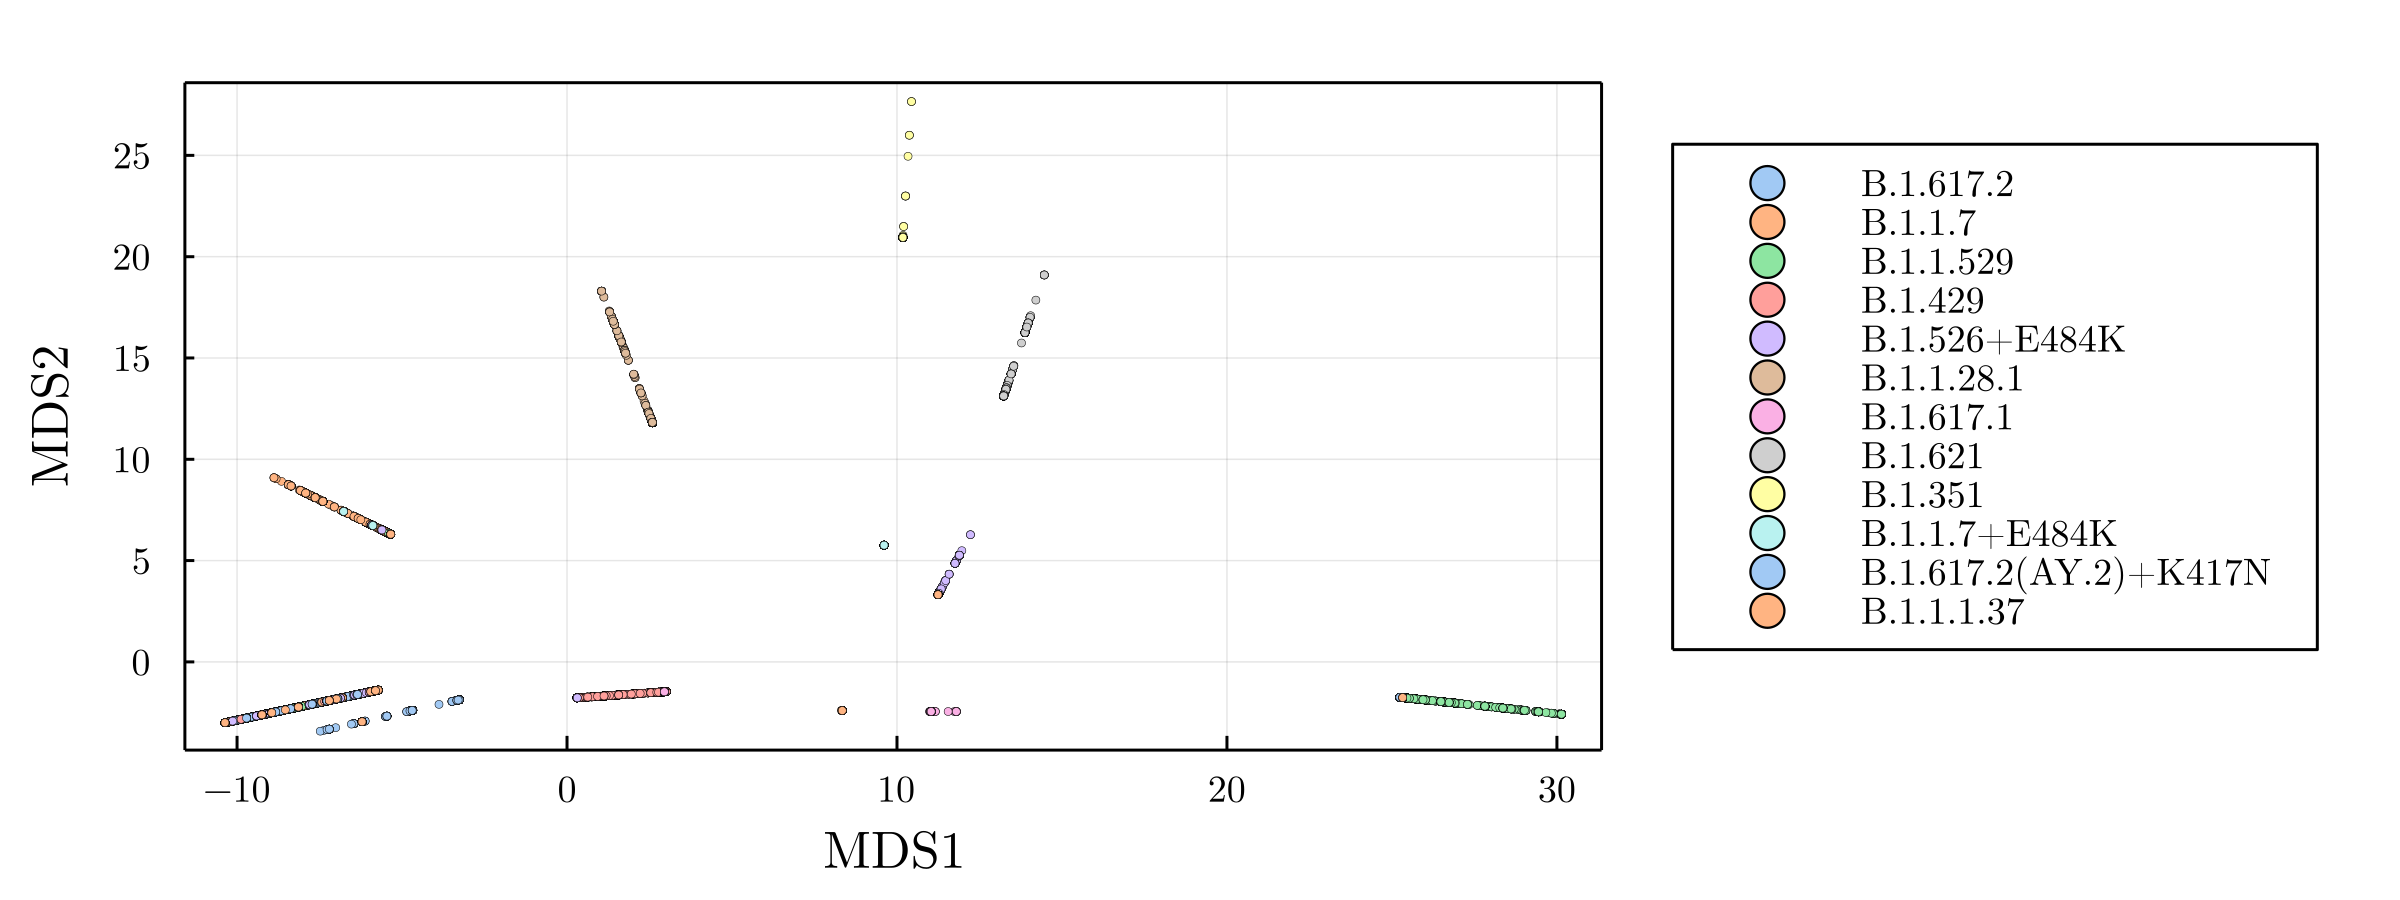 25
20
15
10
5
0
MDS2
−10 0 10 20 30
MDS1
B.1.617.2
B.1.1.7
B.1.1.529
B.1.429
B.1.526+E484K
B.1.1.28.1
B.1.617.1
B.1.621
B.1.351
B.1.1.7+E484K
B.1.617.2(AY.2)+K417N
B.1.1.1.37